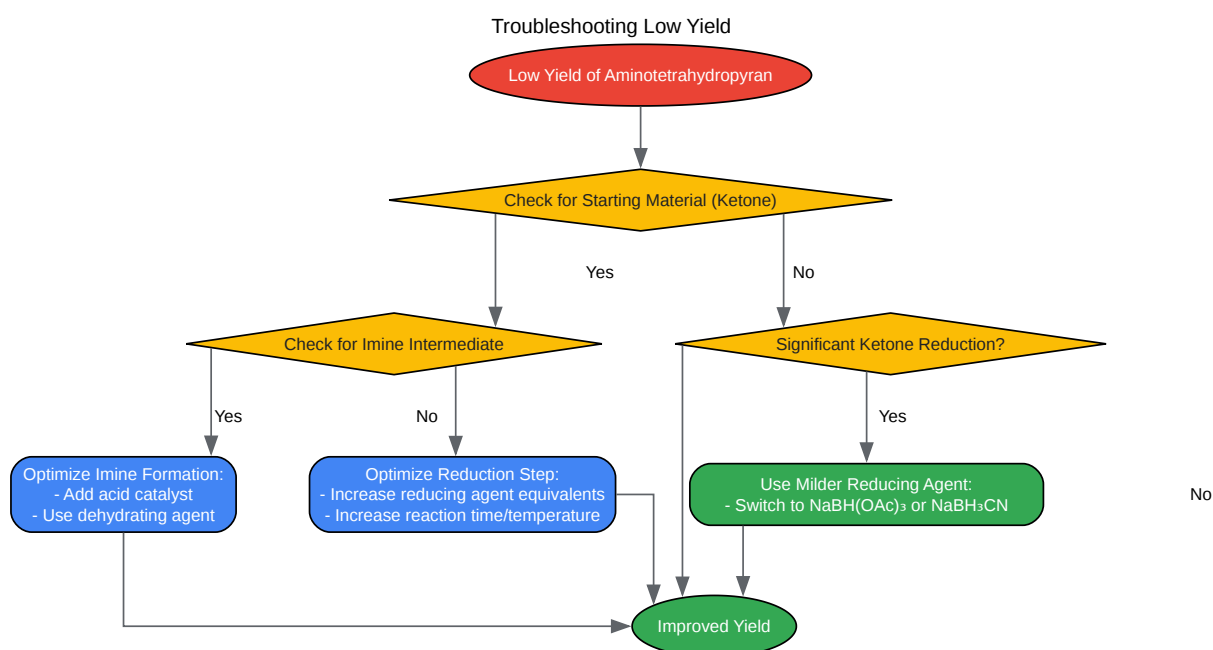 Troubleshooting Low Yield
Low Yield of Aminotetrahydropyran
Check for Starting Material (Ketone)
Yes
No
Check for Imine Intermediate
Significant Ketone Reduction?
Yes
No
Yes
Optimize Imine Formation:
- Add acid catalyst
- Use dehydrating agent
Optimize Reduction Step:
- Increase reducing agent equivalents
- Increase reaction time/temperature
Use Milder Reducing Agent:
- Switch to NaBH(OAc)₃ or NaBH₃CN
No
Improved Yield